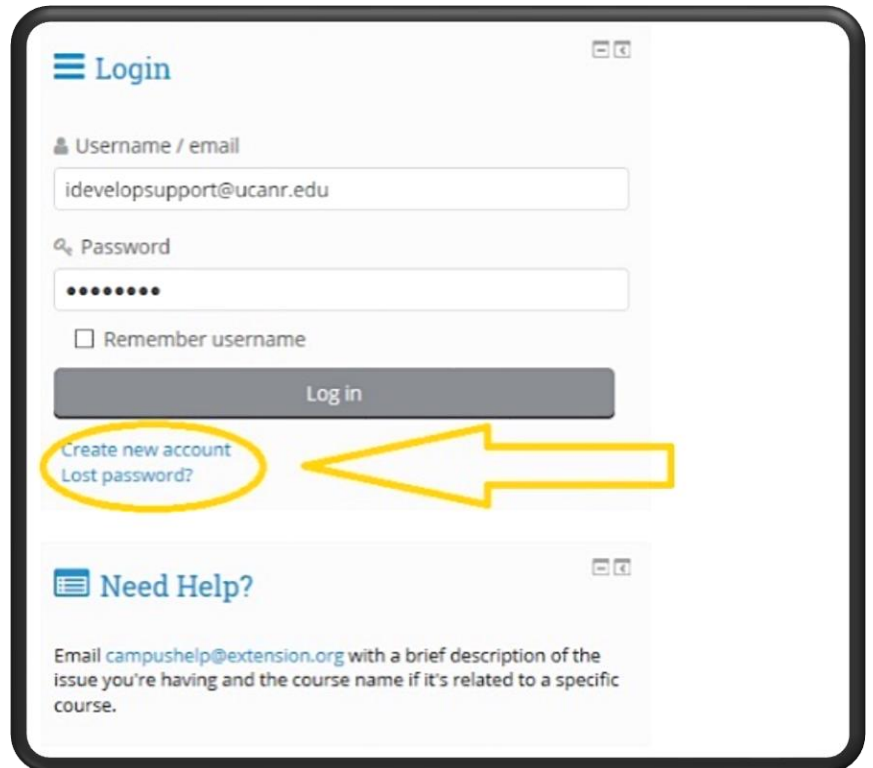 Login
Username / email
idevelopsupport@ucanr.edu
Password
••••••••
Remember username
Log in
Create new account
Lost password?
Need Help?
Email campushelp@extension.org with a brief description of the
issue you're having and the course name if it's related to a specific
course.